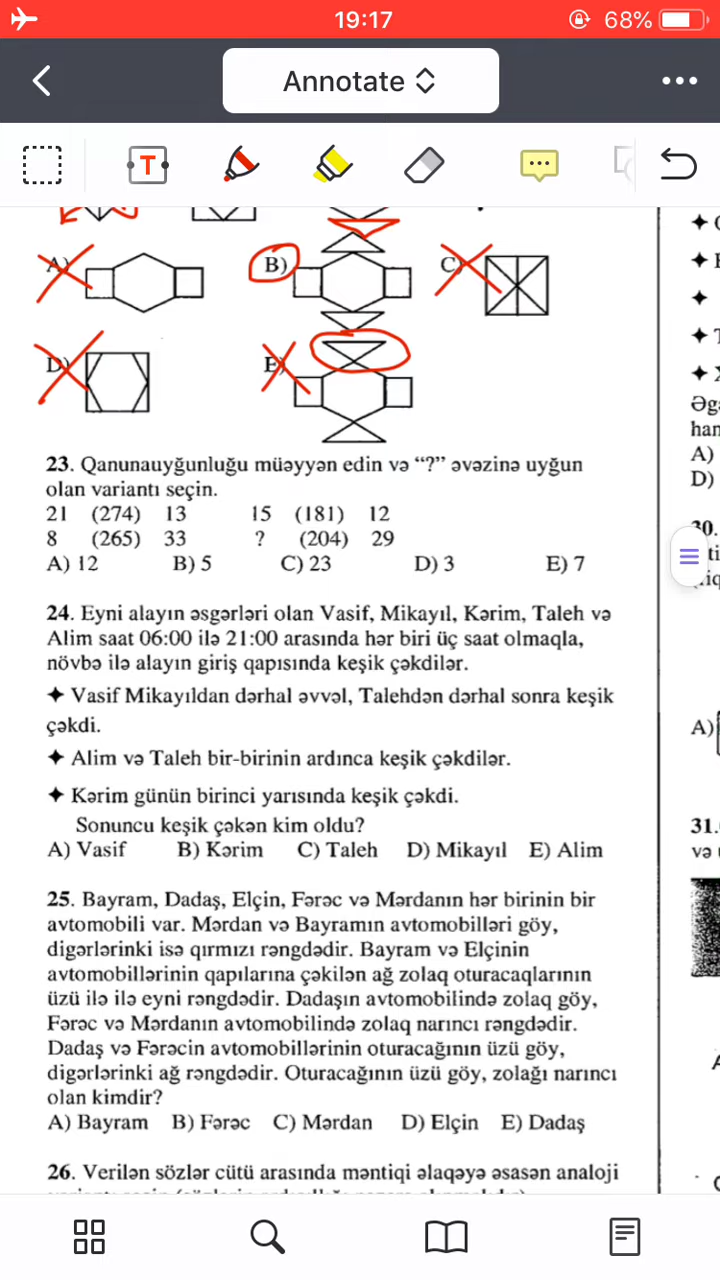 19:17
68%
Annotate
T
A)
B)
C)
D)
E)
23. Qanunauyğunluğu müəyyən edin və “?” əvəzinə uyğun
olan variantı seçin.
21 (274) 13 15 (181) 12
8 (265) 33 ? (204) 29
A) 12 B) 5 C) 23 D) 3 E) 7
24. Eyni alayın əsgərləri olan Vasif, Mikayıl, Kərim, Taleh və
Alim saat 06:00 ilə 21:00 arasında hər biri üç saat olmaqla,
növbə ilə alayın giriş qapısında keşik çəkdilər.
✦ Vasif Mikayıldan dərhal əvvəl, Talehdən dərhal sonra keşik
çəkdi.
✦ Alim və Taleh bir-birinin ardınca keşik çəkdilər.
✦ Kərim günün birinci yarısında keşik çəkdi.
Sonuncu keşik çəkən kim oldu?
A) Vasif B) Kərim C) Taleh D) Mikayıl E) Alim
25. Bayram, Dadaş, Elçin, Fərəc və Mərdanın hər birinin bir
avtomobili var. Mərdan və Bayramın avtomobilləri göy,
digərlərinki isə qırmızı rəngdədir. Bayram və Elçinin
avtomobillərinin qapılarına çəkilən ağ zolaq oturacaqlarının
üzü ilə ilə eyni rəngdədir. Dadaşın avtomobilində zolaq göy,
Fərəc və Mərdanın avtomobilində zolaq narıncı rəngdədir.
Dadaş və Fərəcin avtomobillərinin oturacağının üzü göy,
digərlərinki ağ rəngdədir. Oturacağının üzü göy, zolağı narıncı
olan kimdir?
A) Bayram B) Fərəc C) Mərdan D) Elçin E) Dadaş
26. Verilən sözlər cütü arasında məntiqi əlaqəyə əsasən analoji
Əg
han
A)
D)
30.
A)
31.
və